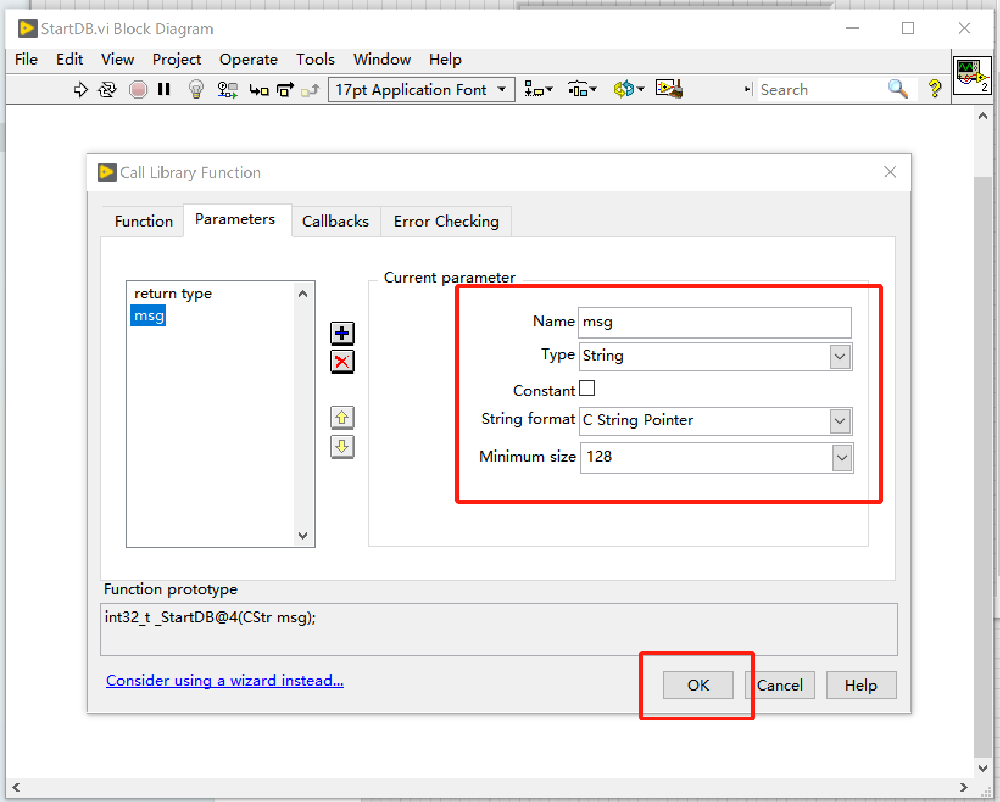 StartDB.vi Block Diagram
File Edit View Project Operate Tools Window Help
17pt Application Font Search ? 2
Call Library Function
Function Parameters Callbacks Error Checking
Current parameter
return type
msg
Name msg
Type String
Constant
String format C String Pointer
Minimum size 128
Function prototype
int32_t _StartDB@4(CStr msg);
Consider using a wizard instead...
OK Cancel Help